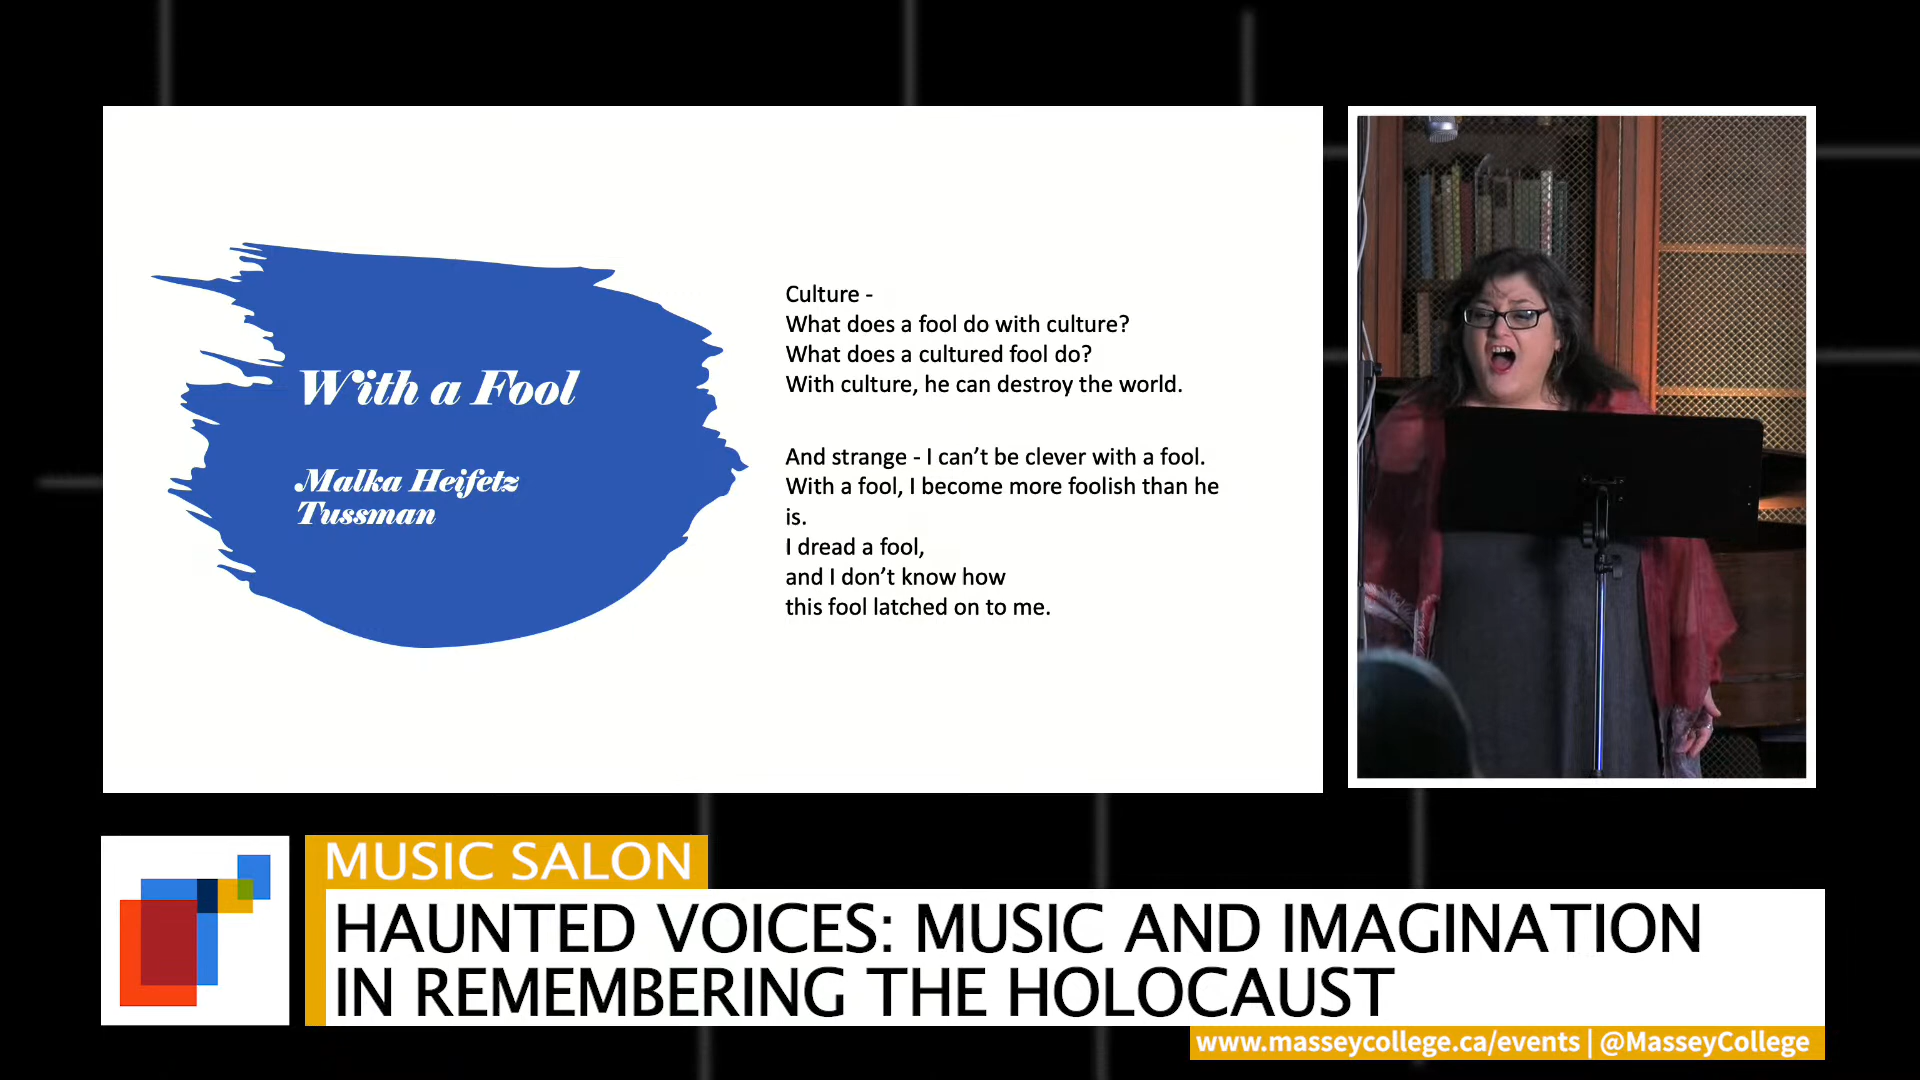 With a Fool
Malka Heifetz
Tussman
Culture -
What does a fool do with culture?
What does a cultured fool do?
With culture, he can destroy the world.
And strange - I can’t be clever with a fool.
With a fool, I become more foolish than he
is.
I dread a fool,
and I don’t know how
this fool latched on to me.
MUSIC SALON
HAUNTED VOICES: MUSIC AND IMAGINATION
IN REMEMBERING THE HOLOCAUST
www.masseycollege.ca/events | @MasseyCollege